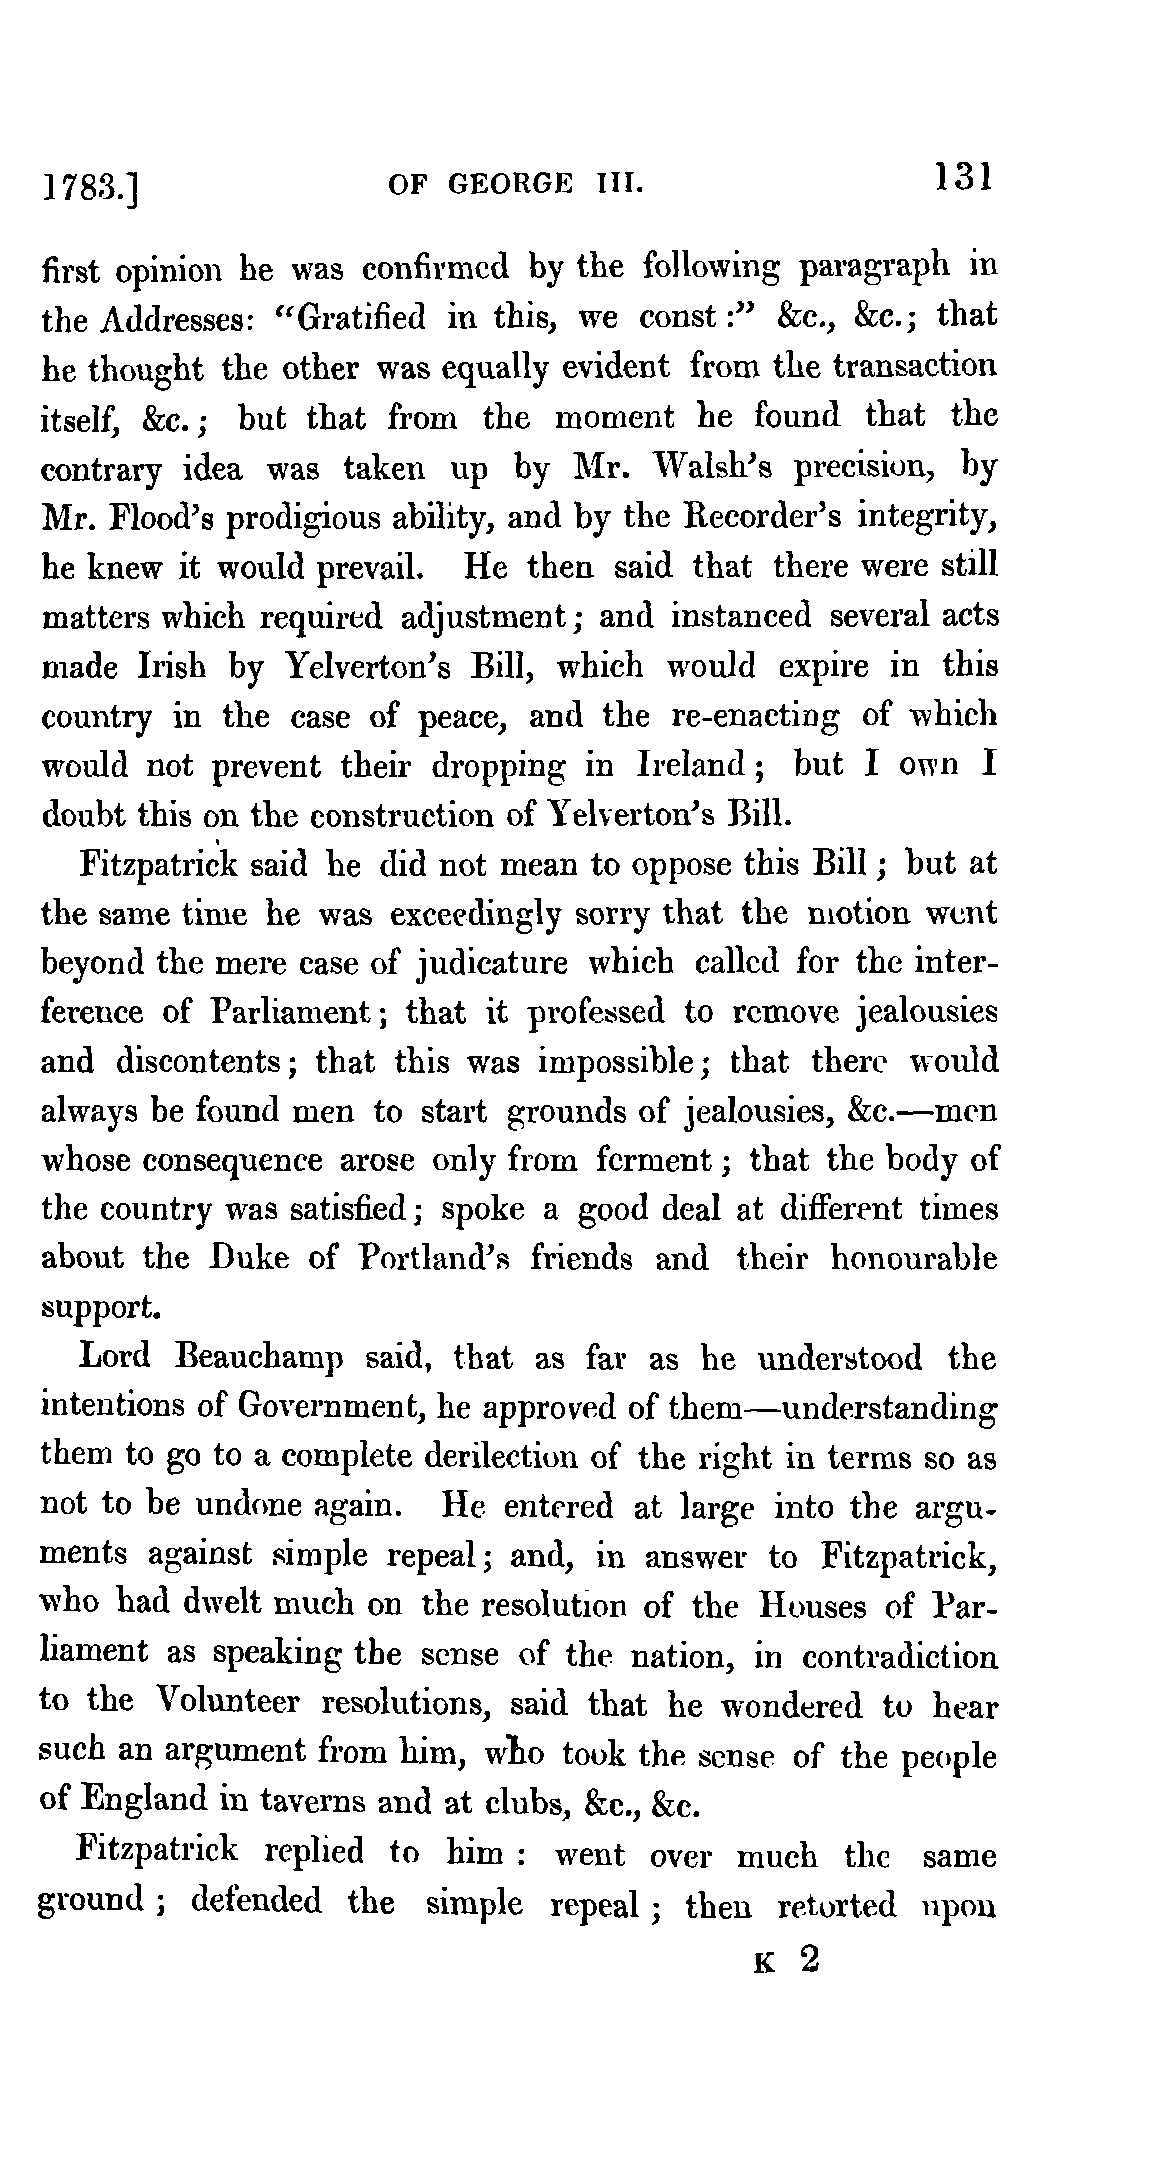 1783.] OF GEORGE III. 131
first opinion he was confirmed by the following paragraph in
the Addresses: “Gratified in this, we const :” &c., &c.; that
he thought the other was equally evident from the transaction
itself, &c.; but that from the moment he found that the
contrary idea was taken up by Mr. Walsh’s precision, by
Mr. Flood’s prodigious ability, and by the Recorder’s integrity,
he knew it would prevail. He then said that there were still
matters which required adjustment; and instanced several acts
made Irish by Yelverton’s Bill, which would expire in this
country in the case of peace, and the re-enacting of which
would not prevent their dropping in Ireland; but I own I
doubt this on the construction of Yelverton’s Bill.
Fitzpatrick said he did not mean to oppose this Bill; but at
the same time he was exceedingly sorry that the motion went
beyond the mere case of judicature which called for the inter-
ference of Parliament; that it professed to remove jealousies
and discontents; that this was impossible; that there would
always be found men to start grounds of jealousies, &c.—men
whose consequence arose only from ferment; that the body of
the country was satisfied; spoke a good deal at different times
about the Duke of Portland’s friends and their honourable
support.
Lord Beauchamp said, that as far as he understood the
intentions of Government, he approved of them—understanding
them to go to a complete derilection of the right in terms so as
not to be undone again. He entered at large into the argu-
ments against simple repeal; and, in answer to Fitzpatrick,
who had dwelt much on the resolution of the Houses of Par-
liament as speaking the sense of the nation, in contradiction
to the Volunteer resolutions, said that he wondered to hear
such an argument from him, who took the sense of the people
of England in taverns and at clubs, &c., &c.
Fitzpatrick replied to him : went over much the same
ground ; defended the simple repeal ; then retorted upon
K 2